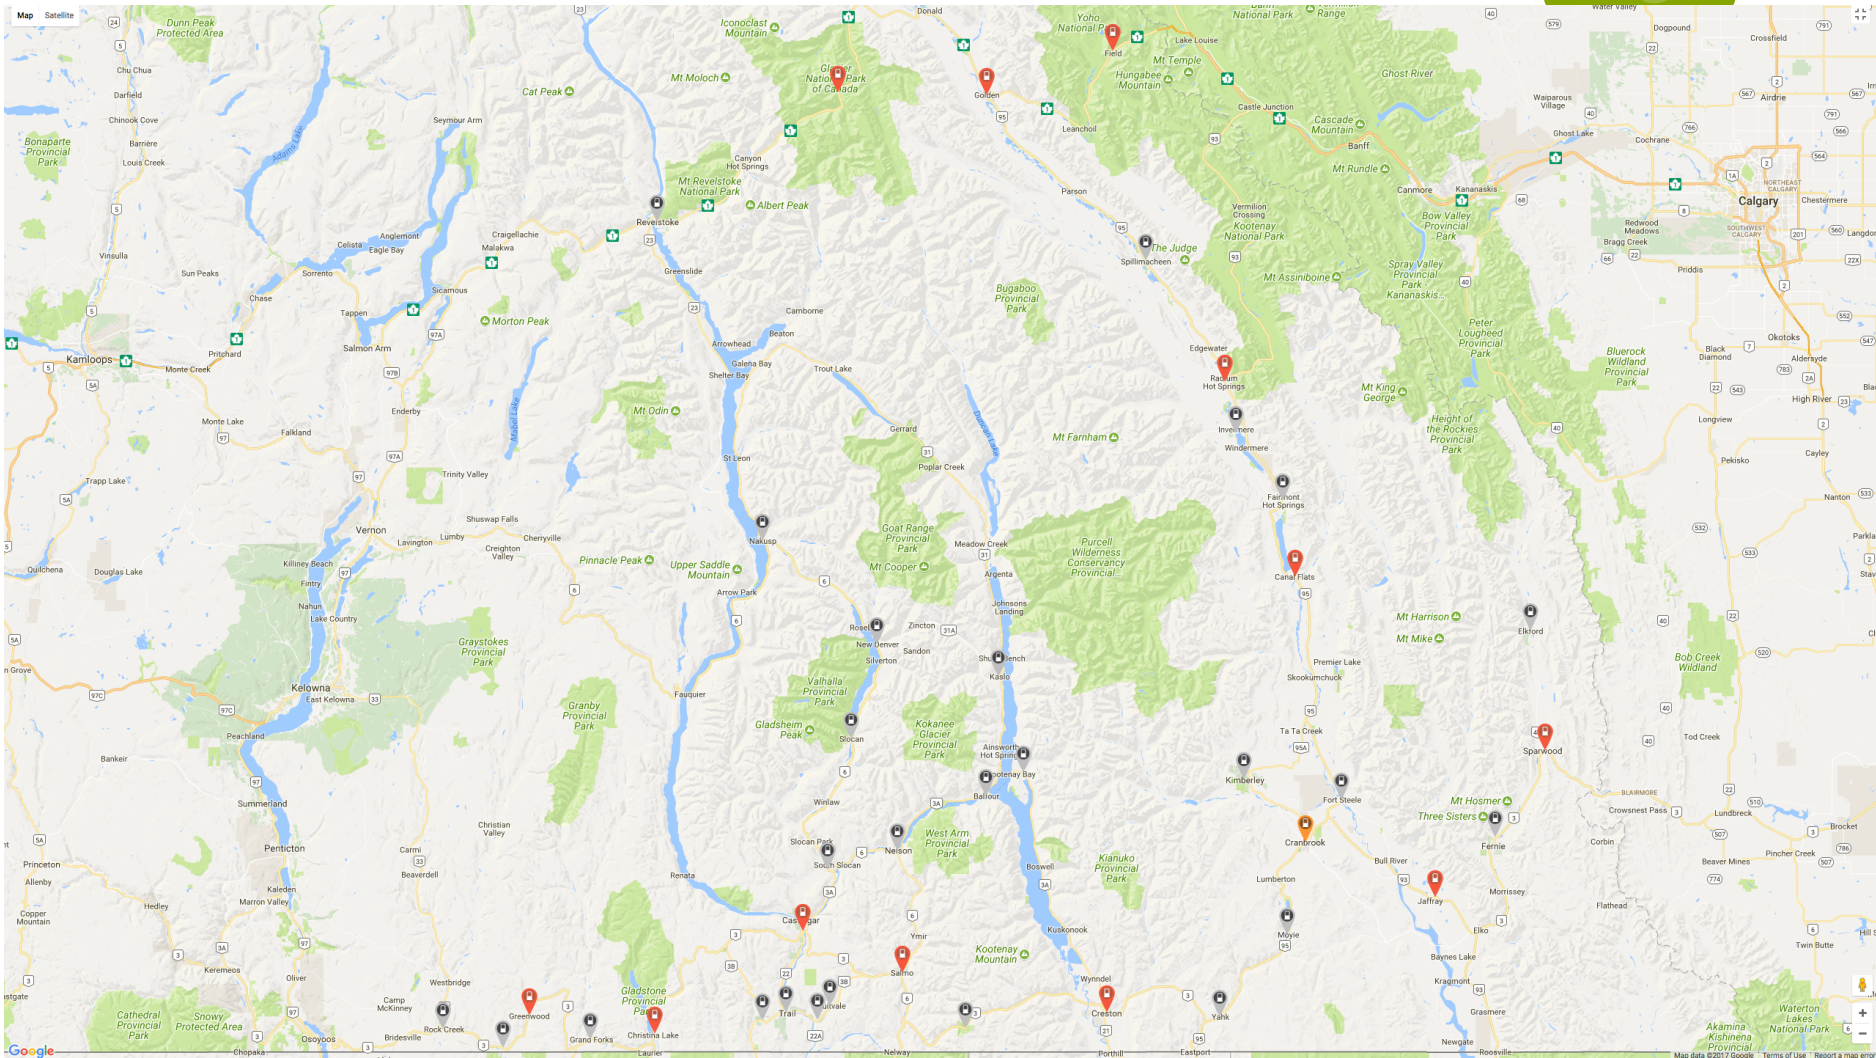 Map
Satellite
Dunn Peak
Protected Area
Chu Chua
Darfield
Chinook Cove
Barrière
Louis Creek
Bonaparte
Provincial
Park
Adams Lake
Cat Peak
Seymour Arm
Mt Moloch
Iconoclast
Mountain
Glacier
National Park
of Canada
Donald
Golden
Yoho
National Park
Field
Lake Louise
Mt Temple
Hungabee
Mountain
Leanchoil
Castle Junction
Cascade
Mountain
Banff
Mt Rundle
Canmore
Kananaskis
Ghost River
Waiparous
Village
Ghost Lake
Cochrane
Water Valley
Dogpound
Crossfield
Airdrie
NORTHEAST
CALGARY
Calgary
SOUTHWEST
CALGARY
Chestermere
Langdon
Redwood
Meadows
Bragg Creek
Priddis
Okotoks
Aldersyde
Black
Diamond
High River
Longview
Cayley
Pekisko
Nanton
Canyon
Hot Springs
Mt Revelstoke
National Park
Albert Peak
Revelstoke
Craigellachie
Malakwa
Greenslide
Parson
Spillimacheen
The Judge
Vermilion
Crossing
Kootenay
National Park
Mt Assiniboine
Bow Valley
Provincial
Park
Spray Valley
Provincial
Park
Kananaskis...
Peter
Lougheed
Provincial
Park
Bluerock
Wildland
Provincial
Park
Vinsulla
Sun Peaks
Celista
Anglemont
Eagle Bay
Sorrento
Chase
Tappen
Sicamous
Salmon Arm
Morton Peak
Kamloops
Pritchard
Monte Creek
Camborne
Beaton
Arrowhead
Galena Bay
Shelter Bay
Trout Lake
Bugaboo
Provincial
Park
Edgewater
Radium
Hot Springs
Invermere
Windermere
Fairmont
Hot Springs
Canal Flats
Mt King
George
Height of
the Rockies
Provincial
Park
Enderby
Mabel Lake
Mt Odin
Monte Lake
Falkland
Trapp Lake
Trinity Valley
St Leon
Gerrard
Poplar Creek
Duncan Lake
Mt Farnham
Vernon
Lavington
Lumby
Shuswap Falls
Creighton
Valley
Cherryville
Nakusp
Pinnacle Peak
Upper Saddle
Mountain
Arrow Park
Goat Range
Provincial
Park
Mt Cooper
Meadow Creek
Argenta
Johnsons
Landing
Purcell
Wilderness
Conservancy
Provincial...
Quilchena
Douglas Lake
Killiney Beach
Fintry
Nahun
Lake Country
Graystokes
Provincial
Park
Kelowna
East Kelowna
Peachland
New Denver
Silverton
Zincton
Sandon
Kaslo
Mt Harrison
Mt Mike
Elkford
Bob Creek
Wildland
Premier Lake
Skookumchuck
Fauquier
Valhalla
Provincial
Park
Gladsheim
Peak
Slocan
Granby
Provincial
Park
Kokanee
Glacier
Provincial
Park
Ainsworth
Hot Springs
Kootenay Bay
Balfour
Ta Ta Creek
Kimberley
Fort Steele
Cranbrook
Sparwood
Tod Creek
BLAIRMORE
Crowsnest Pass
Lundbreck
Brocket
Mt Hosmer
Three Sisters
Fernie
Corbin
Beaver Mines
Pincher Creek
Bankeir
Summerland
Penticton
Christian
Valley
Carmi
Beaverdell
Winlaw
Slocan Park
South Slocan
Nelson
West Arm
Provincial
Park
Boswell
Kianuko
Provincial
Park
Lumberton
Bull River
Jaffray
Morrissey
Princeton
Allenby
Copper
Mountain
Hedley
Kaleden
Marron Valley
Renata
Castlegar
Ymir
Salmo
Kuskonook
Kootenay
Mountain
Moyie
Elko
Flathead
Twin Butte
Baynes Lake
Keremeos
Oliver
Osoyoos
Westbridge
Camp
McKinney
Rock Creek
Bridesville
Greenwood
Grand Forks
Gladstone
Provincial
Park
Christina Lake
Laurier
Trail
Fruitvale
Nelway
Wynndel
Creston
Porthill
Yahk
Eastport
Kragmont
Grasmere
Newgate
Roosville
Akamina
Kishinena
Provincial
Waterton
Lakes
National Park
Cathedral
Provincial
Park
Snowy
Protected Area
Chopaka
Google
Map data ©2017 Google
Terms of Use
Report a map error